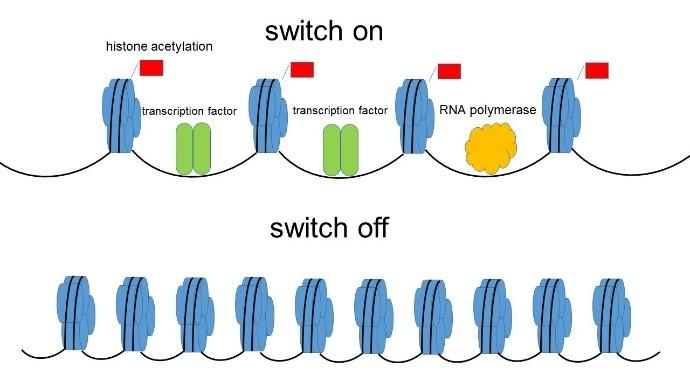 switch on
histone acetylation
transcription factor
transcription factor
RNA polymerase
switch off